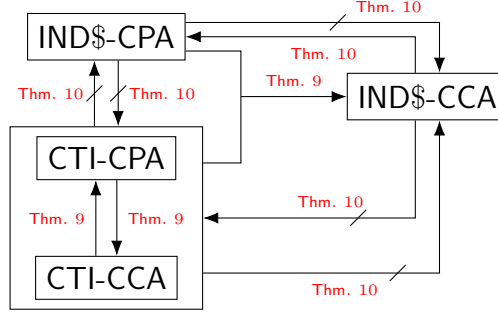 Thm. 10
IND$-CPA
Thm. 10
Thm. 10
Thm. 10
Thm. 9
IND$-CCA
CTI-CPA
Thm. 9
Thm. 9
Thm. 10
CTI-CCA
Thm. 10